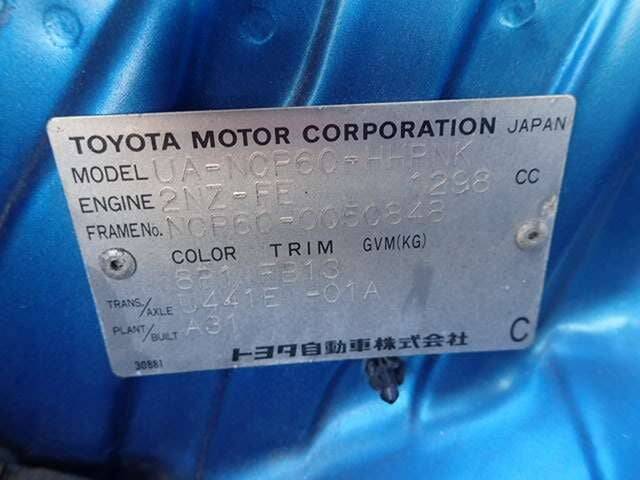 TOYOTA MOTOR CORPORATION JAPAN
MODEL UA-NCP60-HHPNK
ENGINE 2NZ-FE 1298 CC
FRAME No. NCP60-0050848
COLOR TRIM GVM(KG)
8P1 FB13
TRANS./AXLE U441E -01A
PLANT/BUILT A31
トヨタ自動車株式会社 C
30881